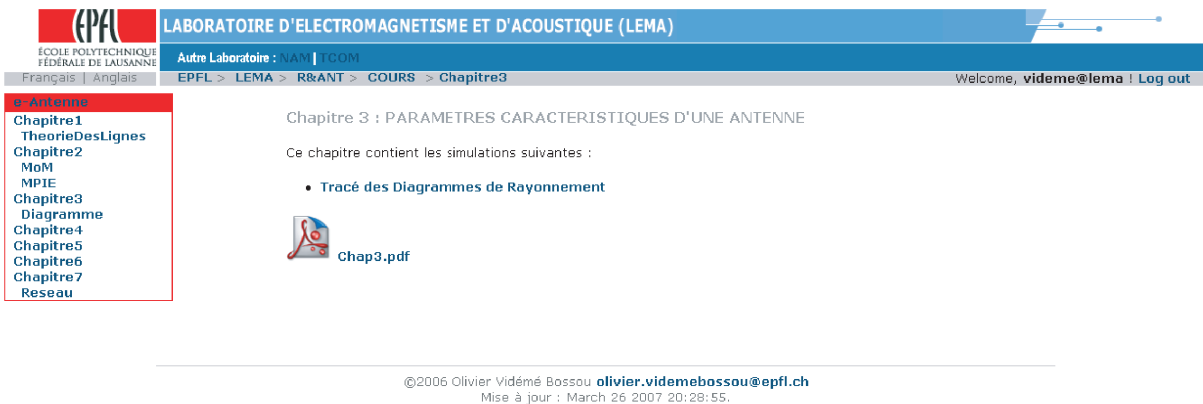 EPFL
ÉCOLE POLYTECHNIQUE
FÉDÉRALE DE LAUSANNE
LABORATOIRE D'ELECTROMAGNETISME ET D'ACOUSTIQUE (LEMA)
Autre Laboratoire : NAM | TCOM
Français | Anglais
EPFL > LEMA > R&ANT > COURS > Chapitre3
Welcome, videme@lema ! Log out
e-Antenne
Chapitre1
TheorieDesLignes
Chapitre2
MoM
MPIE
Chapitre3
Diagramme
Chapitre4
Chapitre5
Chapitre6
Chapitre7
Reseau
Chapitre 3 : PARAMETRES CARACTERISTIQUES D'UNE ANTENNE
Ce chapitre contient les simulations suivantes :
• Tracé des Diagrammes de Rayonnement
Chap3.pdf
©2006 Olivier Vidémé Bossou olivier.videmebossou@epfl.ch
Mise à jour : March 26 2007 20:28:55.